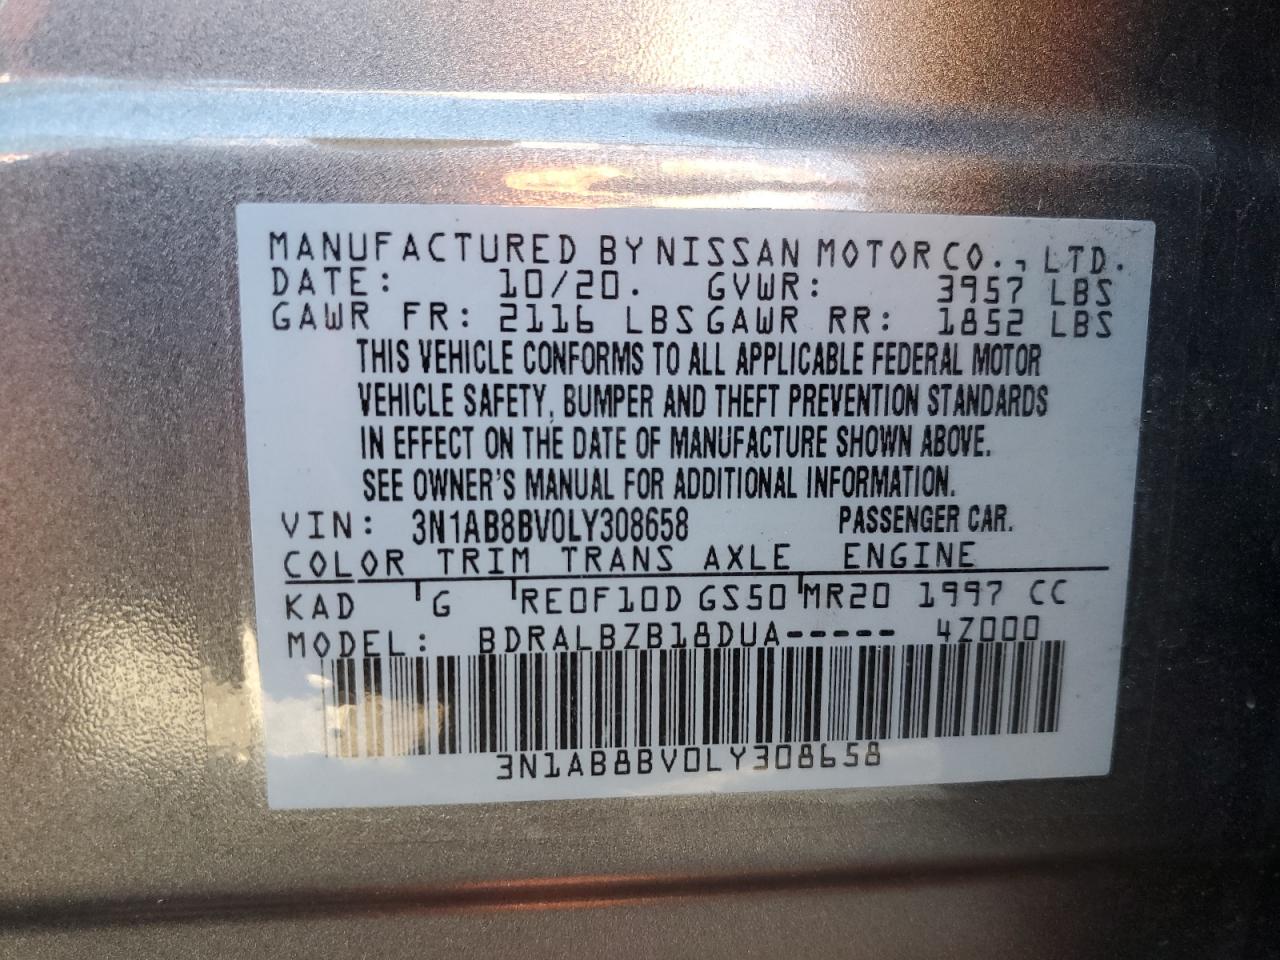 MANUFACTURED BY NISSAN MOTOR CO., LTD.
DATE: 10/20. GVWR: 3957 LBS
GAWR FR: 2116 LBS GAWR RR: 1852 LBS
THIS VEHICLE CONFORMS TO ALL APPLICABLE FEDERAL MOTOR
VEHICLE SAFETY, BUMPER AND THEFT PREVENTION STANDARDS
IN EFFECT ON THE DATE OF MANUFACTURE SHOWN ABOVE.
SEE OWNER'S MANUAL FOR ADDITIONAL INFORMATION.
VIN: 3N1AB8BV0LY308658 PASSENGER CAR.
COLOR TRIM TRANS AXLE ENGINE
KAD G RE0F10D GS50 MR20 1997 CC
MODEL: BDRALBZB18DUA----- 4Z000
3N1AB8BV0LY308658